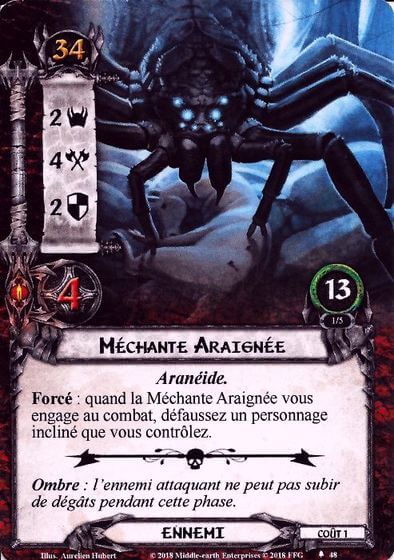 34
2
4
2
4
13
1/5
Méchante Araignée
Aranéide.
Forcé : quand la Méchante Araignée vous
engage au combat, défaussez un personnage
incliné que vous contrôlez.
Ombre : l'ennemi attaquant ne peut pas subir
de dégâts pendant cette phase.
ENNEMI
COÛT 1
Illus. Aurelien Hubert
© 2018 Middle-earth Enterprises © 2018 FFG
48